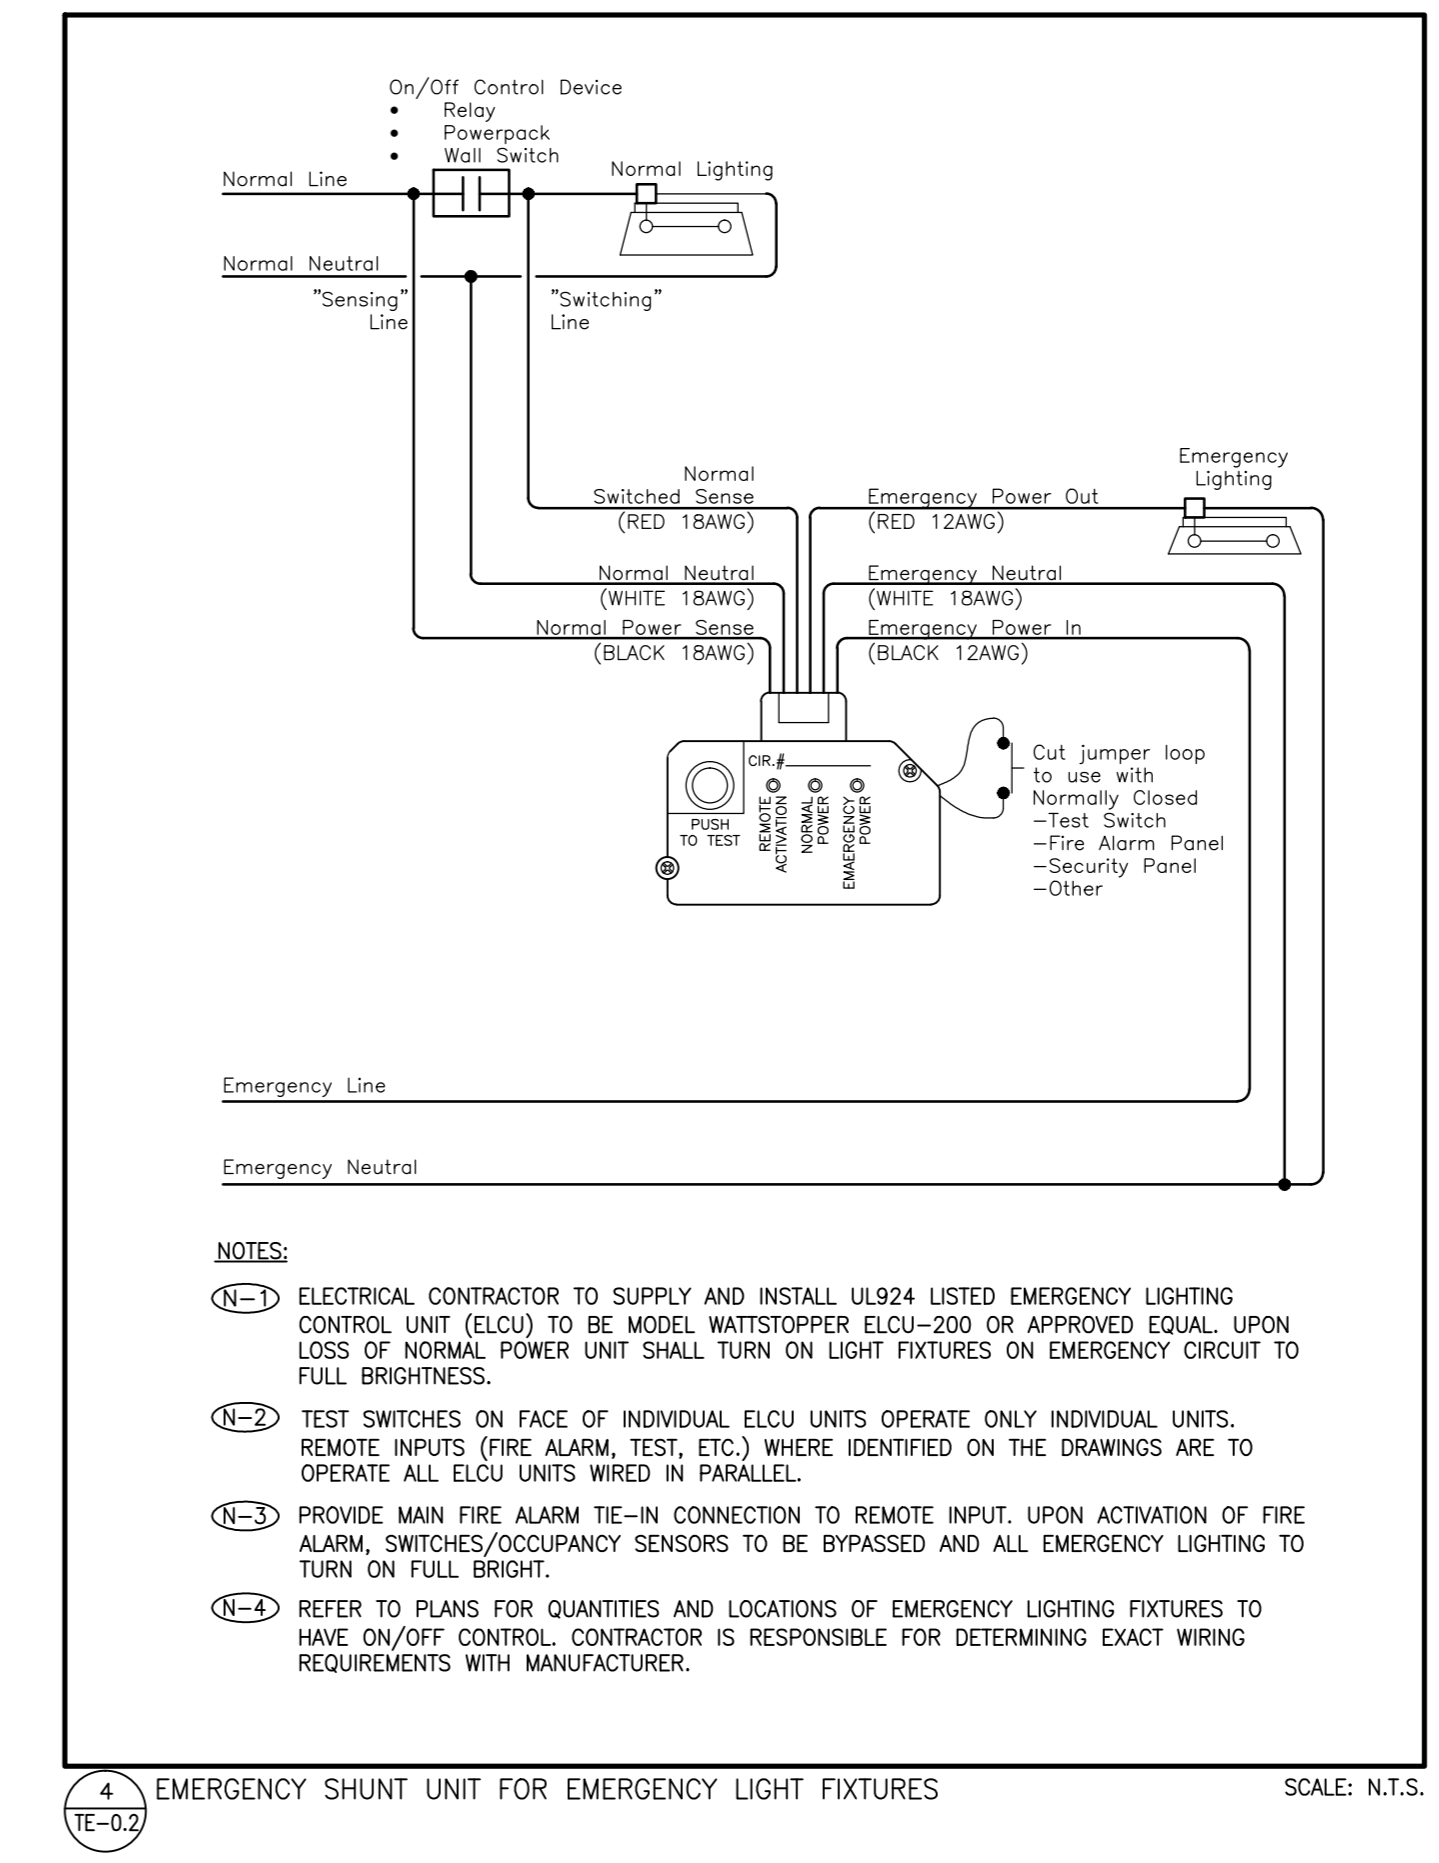 On/Off Control Device
• Relay
• Powerpack
• Wall Switch
Normal Lighting
Normal Line
Normal Neutral
"Sensing"
Line
"Switching"
Line
Emergency
Lighting
Normal
Switched Sense
(RED 18AWG)
Emergency Power Out
(RED 12AWG)
Normal Neutral
(WHITE 18AWG)
Emergency Neutral
(WHITE 18AWG)
Normal Power Sense
(BLACK 18AWG)
Emergency Power In
(BLACK 12AWG)
CIR.#
PUSH
TO TEST
REMOTE
ACTIVATION
NORMAL
POWER
EMAERGENCY
POWER
Cut jumper loop
to use with
Normally Closed
-Test Switch
-Fire Alarm Panel
-Security Panel
-Other
Emergency Line
Emergency Neutral
NOTES:
N-1 ELECTRICAL CONTRACTOR TO SUPPLY AND INSTALL UL924 LISTED EMERGENCY LIGHTING
CONTROL UNIT (ELCU) TO BE MODEL WATTSTOPPER ELCU-200 OR APPROVED EQUAL. UPON
LOSS OF NORMAL POWER UNIT SHALL TURN ON LIGHT FIXTURES ON EMERGENCY CIRCUIT TO
FULL BRIGHTNESS.
N-2 TEST SWITCHES ON FACE OF INDIVIDUAL ELCU UNITS OPERATE ONLY INDIVIDUAL UNITS.
REMOTE INPUTS (FIRE ALARM, TEST, ETC.) WHERE IDENTIFIED ON THE DRAWINGS ARE TO
OPERATE ALL ELCU UNITS WIRED IN PARALLEL.
N-3 PROVIDE MAIN FIRE ALARM TIE-IN CONNECTION TO REMOTE INPUT. UPON ACTIVATION OF FIRE
ALARM, SWITCHES/OCCUPANCY SENSORS TO BE BYPASSED AND ALL EMERGENCY LIGHTING TO
TURN ON FULL BRIGHT.
N-4 REFER TO PLANS FOR QUANTITIES AND LOCATIONS OF EMERGENCY LIGHTING FIXTURES TO
HAVE ON/OFF CONTROL. CONTRACTOR IS RESPONSIBLE FOR DETERMINING EXACT WIRING
REQUIREMENTS WITH MANUFACTURER.
4
TE-0.2
EMERGENCY SHUNT UNIT FOR EMERGENCY LIGHT FIXTURES
SCALE: N.T.S.